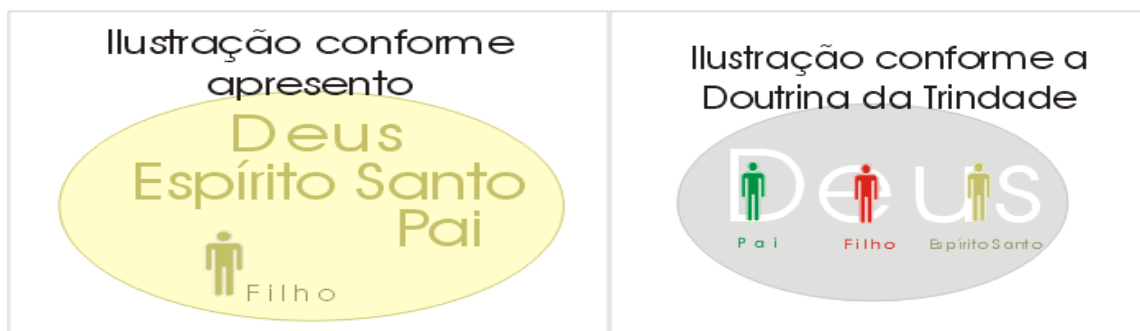 Ilustração conforme
apresento
Deus
Espírito Santo
Pai
Filho
Ilustração conforme a
Doutrina da Trindade
Deus
Pai
Filho
Espírito Santo